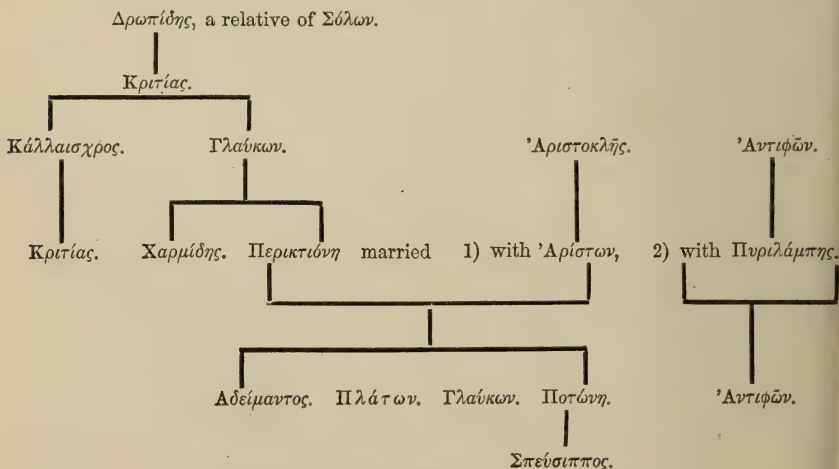 Δρωπίδης, a relative of Σόλων.
Κριτίας.
Κάλλαισχρος. Γλαύκων. Ἀριστοκλῆς. Ἀντιφῶν.
Κριτίας. Χαρμίδης. Περικτιόνη married 1) with Ἀρίστων, 2) with Πυριλάμπης.
Αδείμαντος. Πλάτων. Γλαύκων. Ποτώνη. Ἀντιφῶν.
Σπεύσιππος.